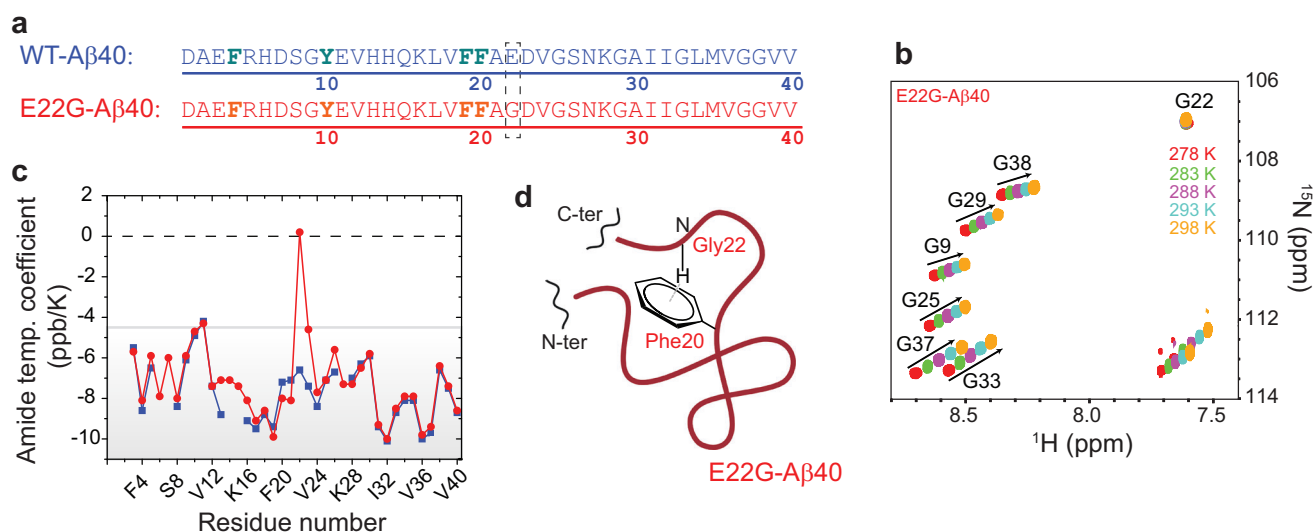 a
WT-Aβ40: DAEFRHDSGYEVHHQKLVFFAEDVGSNKGAIIGLMVGGVV
10 20 30 40
E22G-Aβ40: DAEFRHDSGYEVHHQKLVFFAGDVGSNKGAIIGLMVGGVV
10 20 30 40
b
E22G-Aβ40
G22
278 K
283 K
288 K
293 K
298 K
G38
G29
G9
G25
G37
G33
106
108
110
112
114
15N (ppm)
8.5 8.0 7.5
1H (ppm)
c
Amide temp. coefficient
(ppb/K)
2
0
-2
-4
-6
-8
-10
F4 S8 V12 K16 F20 V24 K28 I32 V36 V40
Residue number
d
C-ter
N
Gly22
H
Phe20
N-ter
E22G-Aβ40